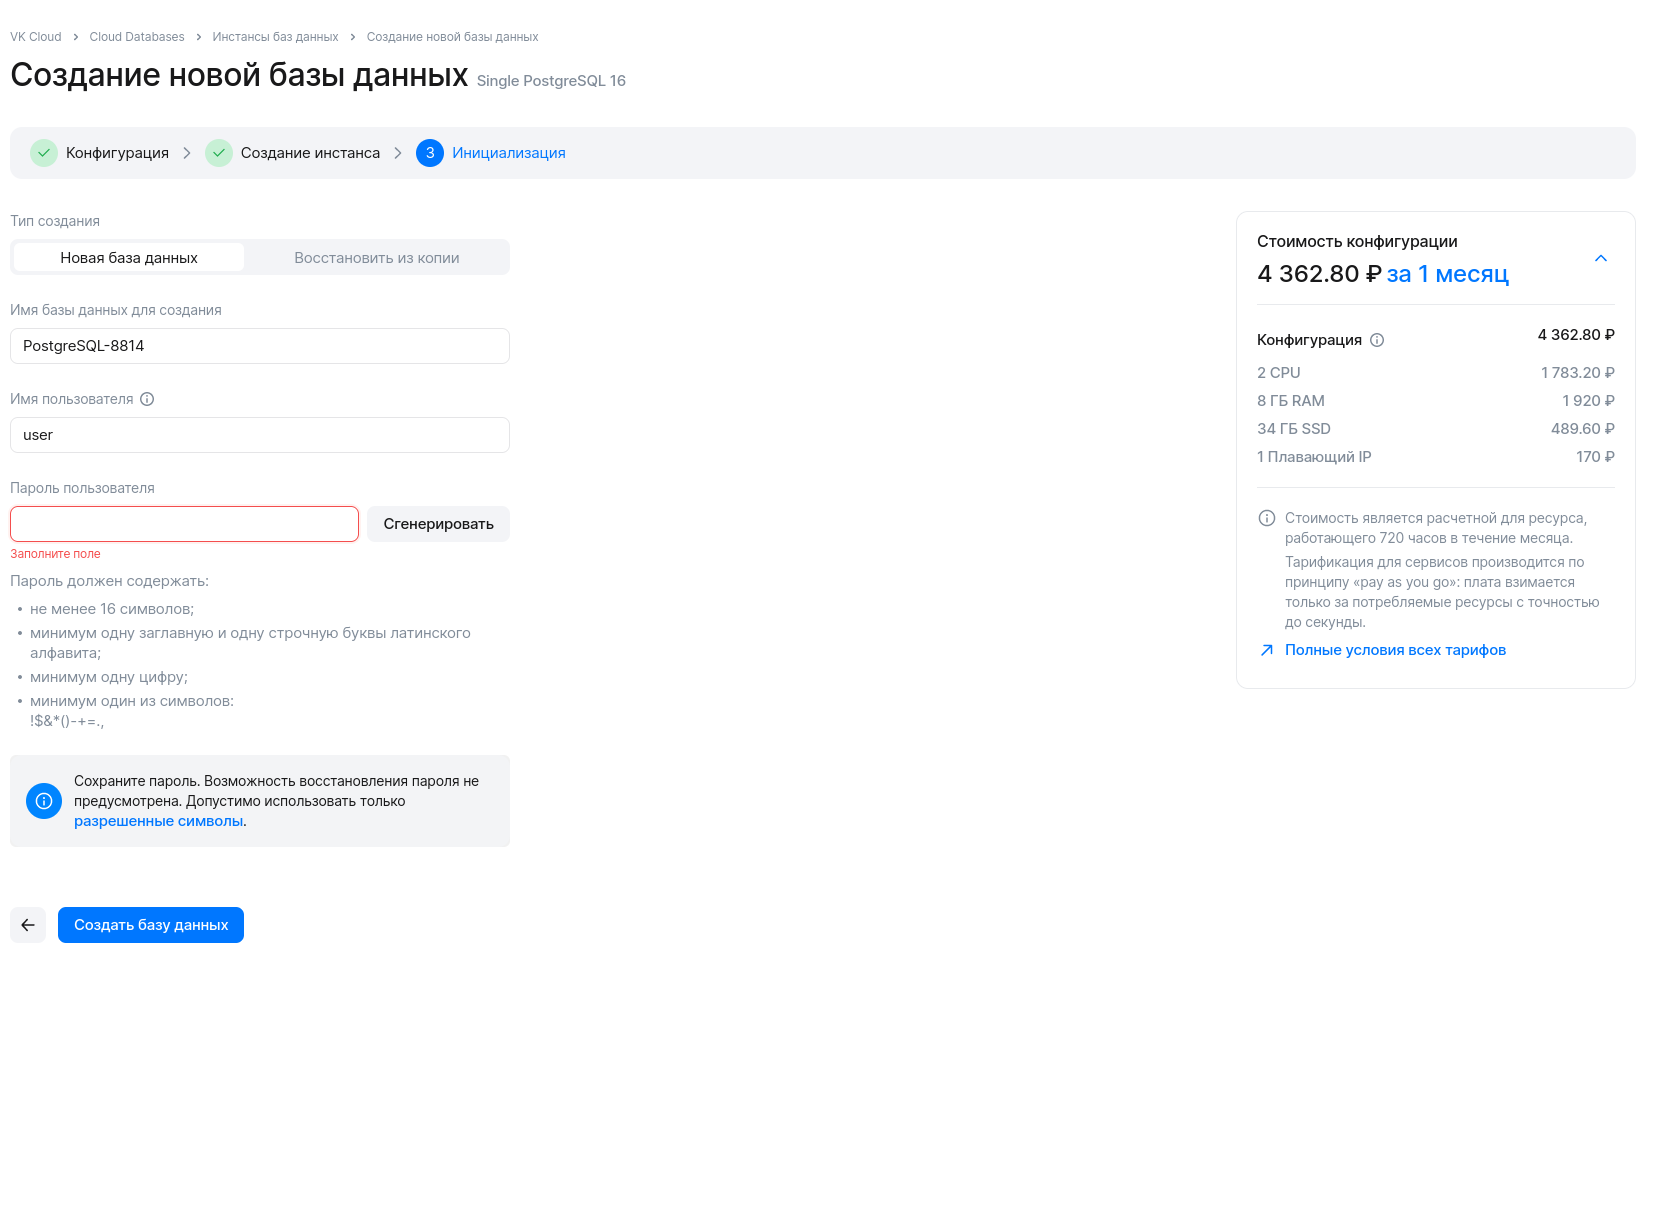 VK Cloud > Cloud Databases > Инстансы баз данных > Создание новой базы данных
Создание новой базы данных Single PostgreSQL 16
Конфигурация > Создание инстанса > 3 Инициализация
Тип создания
Новая база данных Восстановить из копии
Имя базы данных для создания
PostgreSQL-8814
Имя пользователя
user
Пароль пользователя
Сгенерировать
Заполните поле
Пароль должен содержать:
• не менее 16 символов;
• минимум одну заглавную и одну строчную буквы латинского
алфавита;
• минимум одну цифру;
• минимум один из символов:
!$&*()-+=.,
Сохраните пароль. Возможность восстановления пароля не
предусмотрена. Допустимо использовать только
разрешенные символы.
Создать базу данных
Стоимость конфигурации
4 362.80 ₽ за 1 месяц
Конфигурация 4 362.80 ₽
2 CPU 1 783.20 ₽
8 ГБ RAM 1 920 ₽
34 ГБ SSD 489.60 ₽
1 Плавающий IP 170 ₽
Стоимость является расчетной для ресурса,
работающего 720 часов в течение месяца.
Тарификация для сервисов производится по
принципу «pay as you go»: плата взимается
только за потребляемые ресурсы с точностью
до секунды.
Полные условия всех тарифов